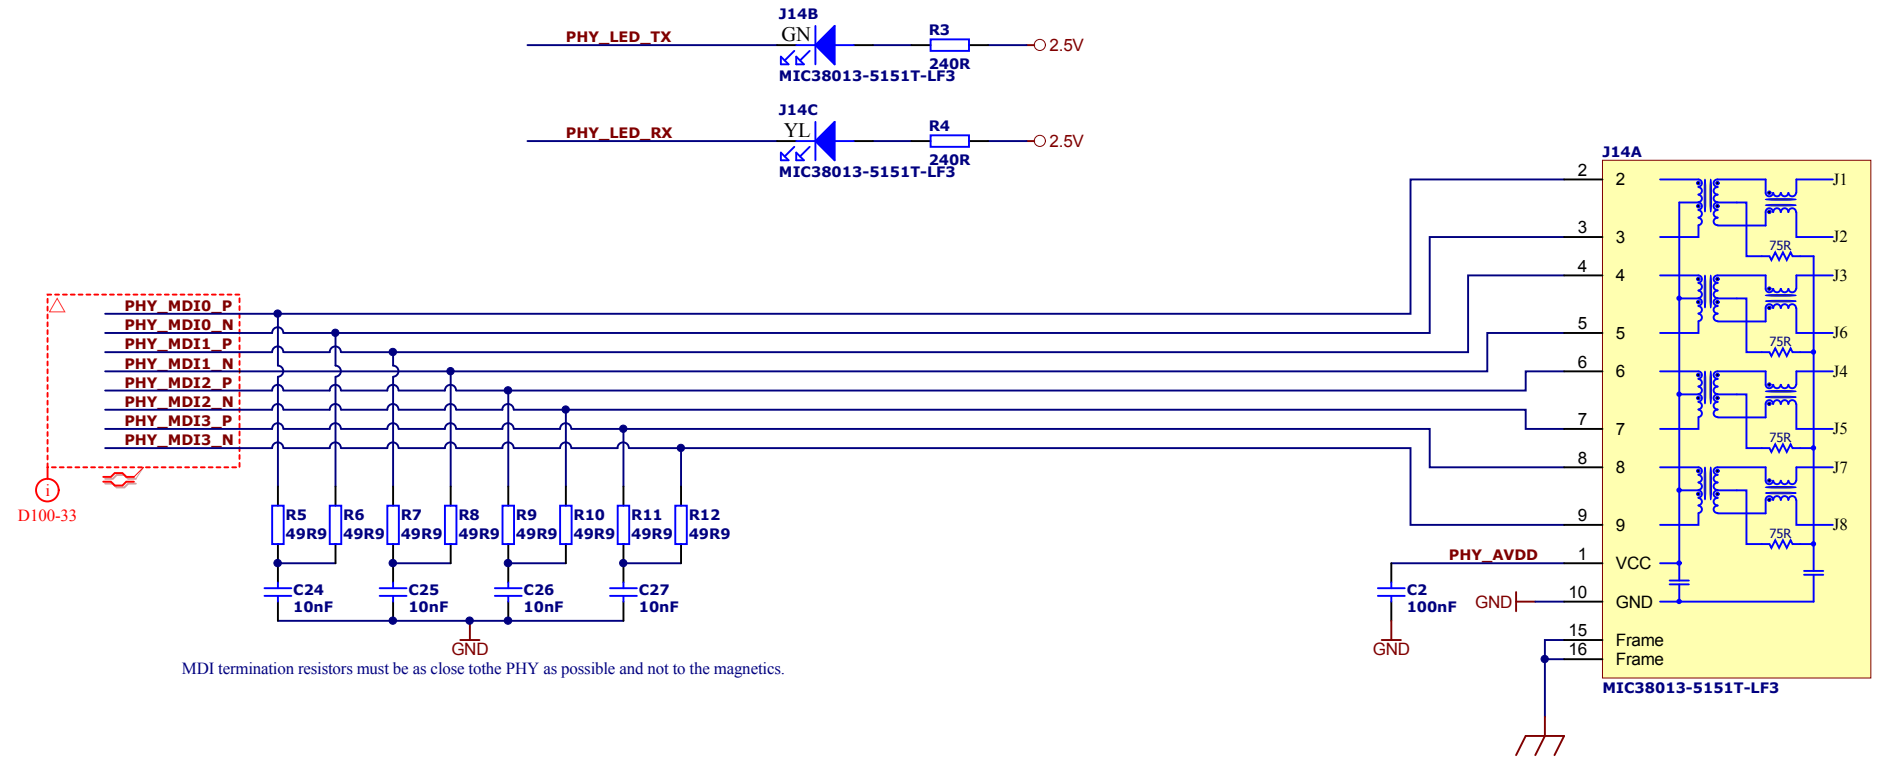 J14B
PHY_LED_TX
GN
R3
2.5V
240R
MIC38013-5151T-LF3
J14C
PHY_LED_RX
YL
R4
2.5V
240R
MIC38013-5151T-LF3
J14A
2 2 J1
3 3 J2
75R
4 4 J3
5 5 J6
75R
6 6 J4
7 7 J5
75R
8 8 J7
9 9 J8
75R
PHY_AVDD 1 VCC
10 GND
GND
15 Frame
16 Frame
MIC38013-5151T-LF3
C2
100nF
GND
PHY_MDI0_P
PHY_MDI0_N
PHY_MDI1_P
PHY_MDI1_N
PHY_MDI2_P
PHY_MDI2_N
PHY_MDI3_P
PHY_MDI3_N
i
D100-33
R5 R6 R7 R8 R9 R10 R11 R12
49R9 49R9 49R9 49R9 49R9 49R9 49R9 49R9
C24 C25 C26 C27
10nF 10nF 10nF 10nF
GND
MDI termination resistors must be as close tothe PHY as possible and not to the magnetics.